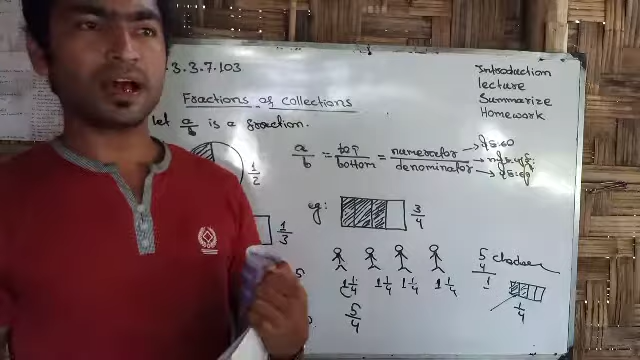 3.3.7.103
Introduction
lecture
Summarize
Homework
Fractions of collections
let a/b is a fraction.
a/b = top/bottom = numerator/denominator
1/2
1/3
eg:
3/4
1 1/4 1 1/4 1 1/4 1 1/4
5/4
5/4
1
1/4